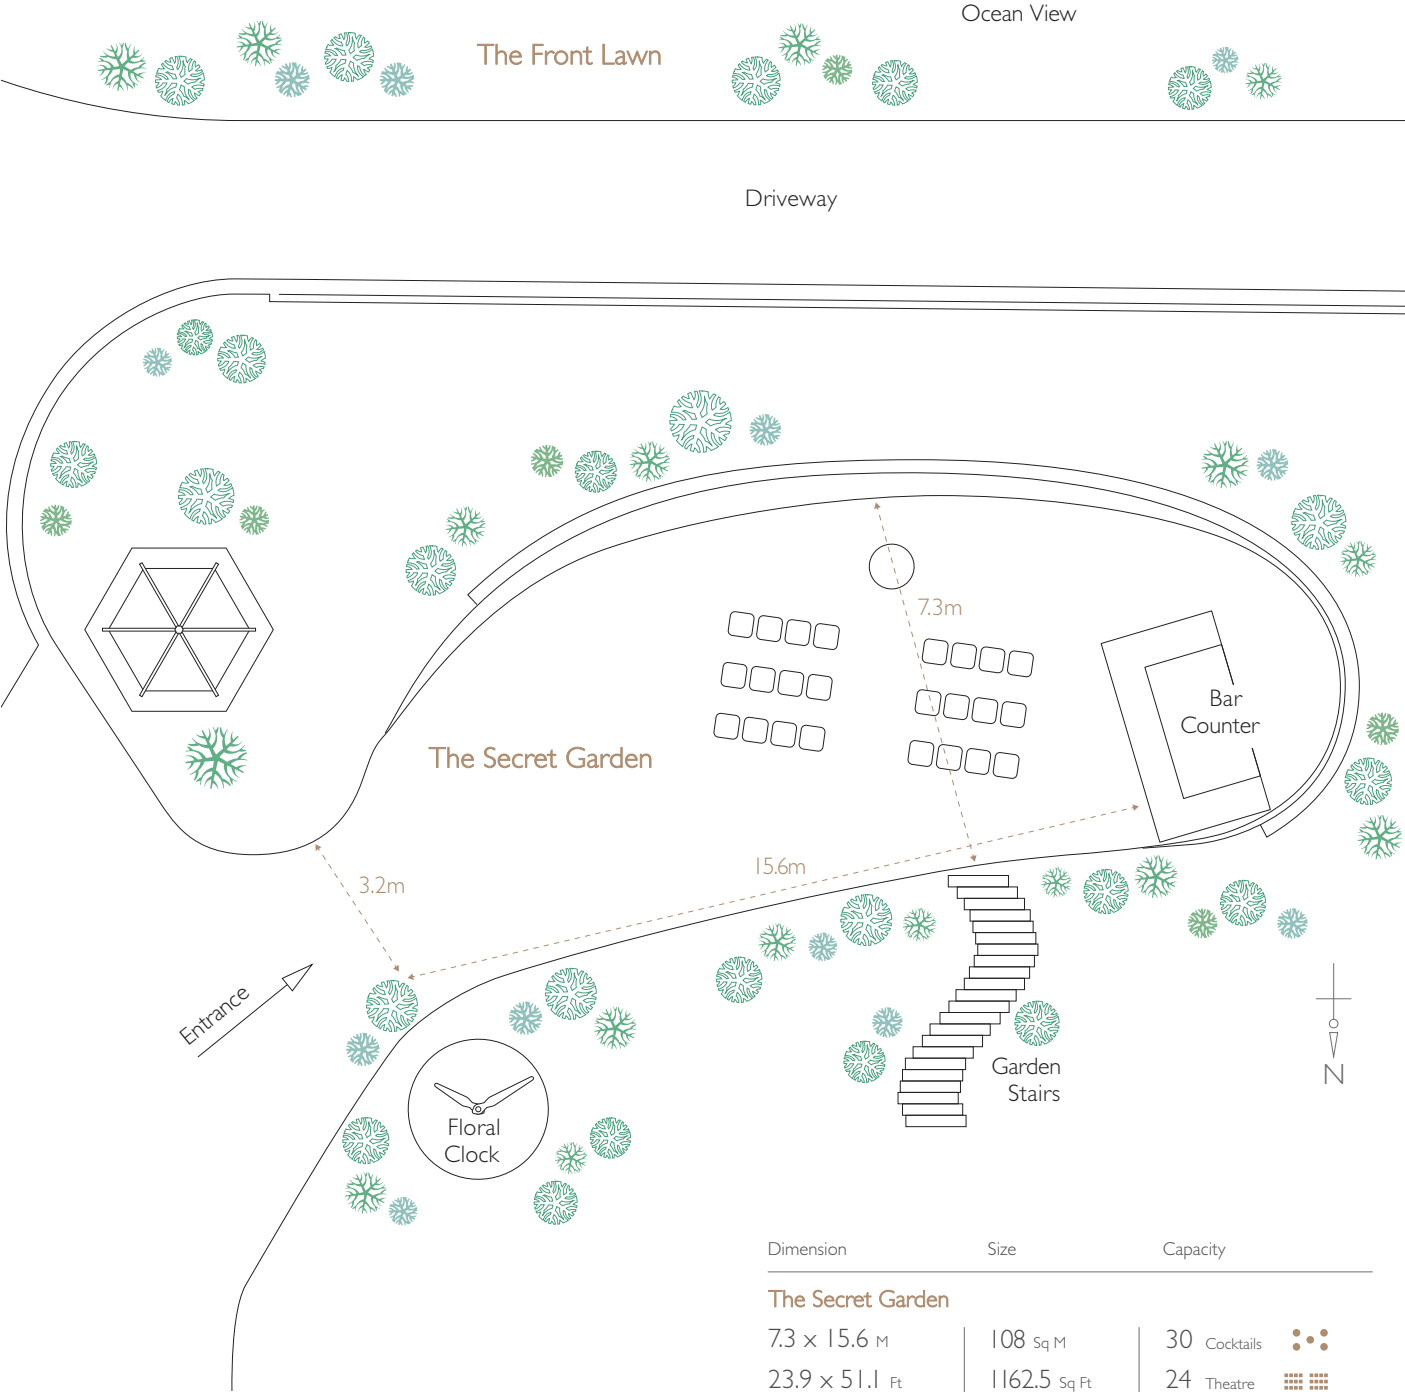 Ocean View
The Front Lawn
Driveway
7.3m
Bar
Counter
The Secret Garden
15.6m
3.2m
Entrance
Garden
Stairs
N
Floral
Clock
Dimension Size Capacity
The Secret Garden
7.3 x 15.6 M 108 Sq M 30 Cocktails
23.9 x 51.1 Ft 1162.5 Sq Ft 24 Theatre